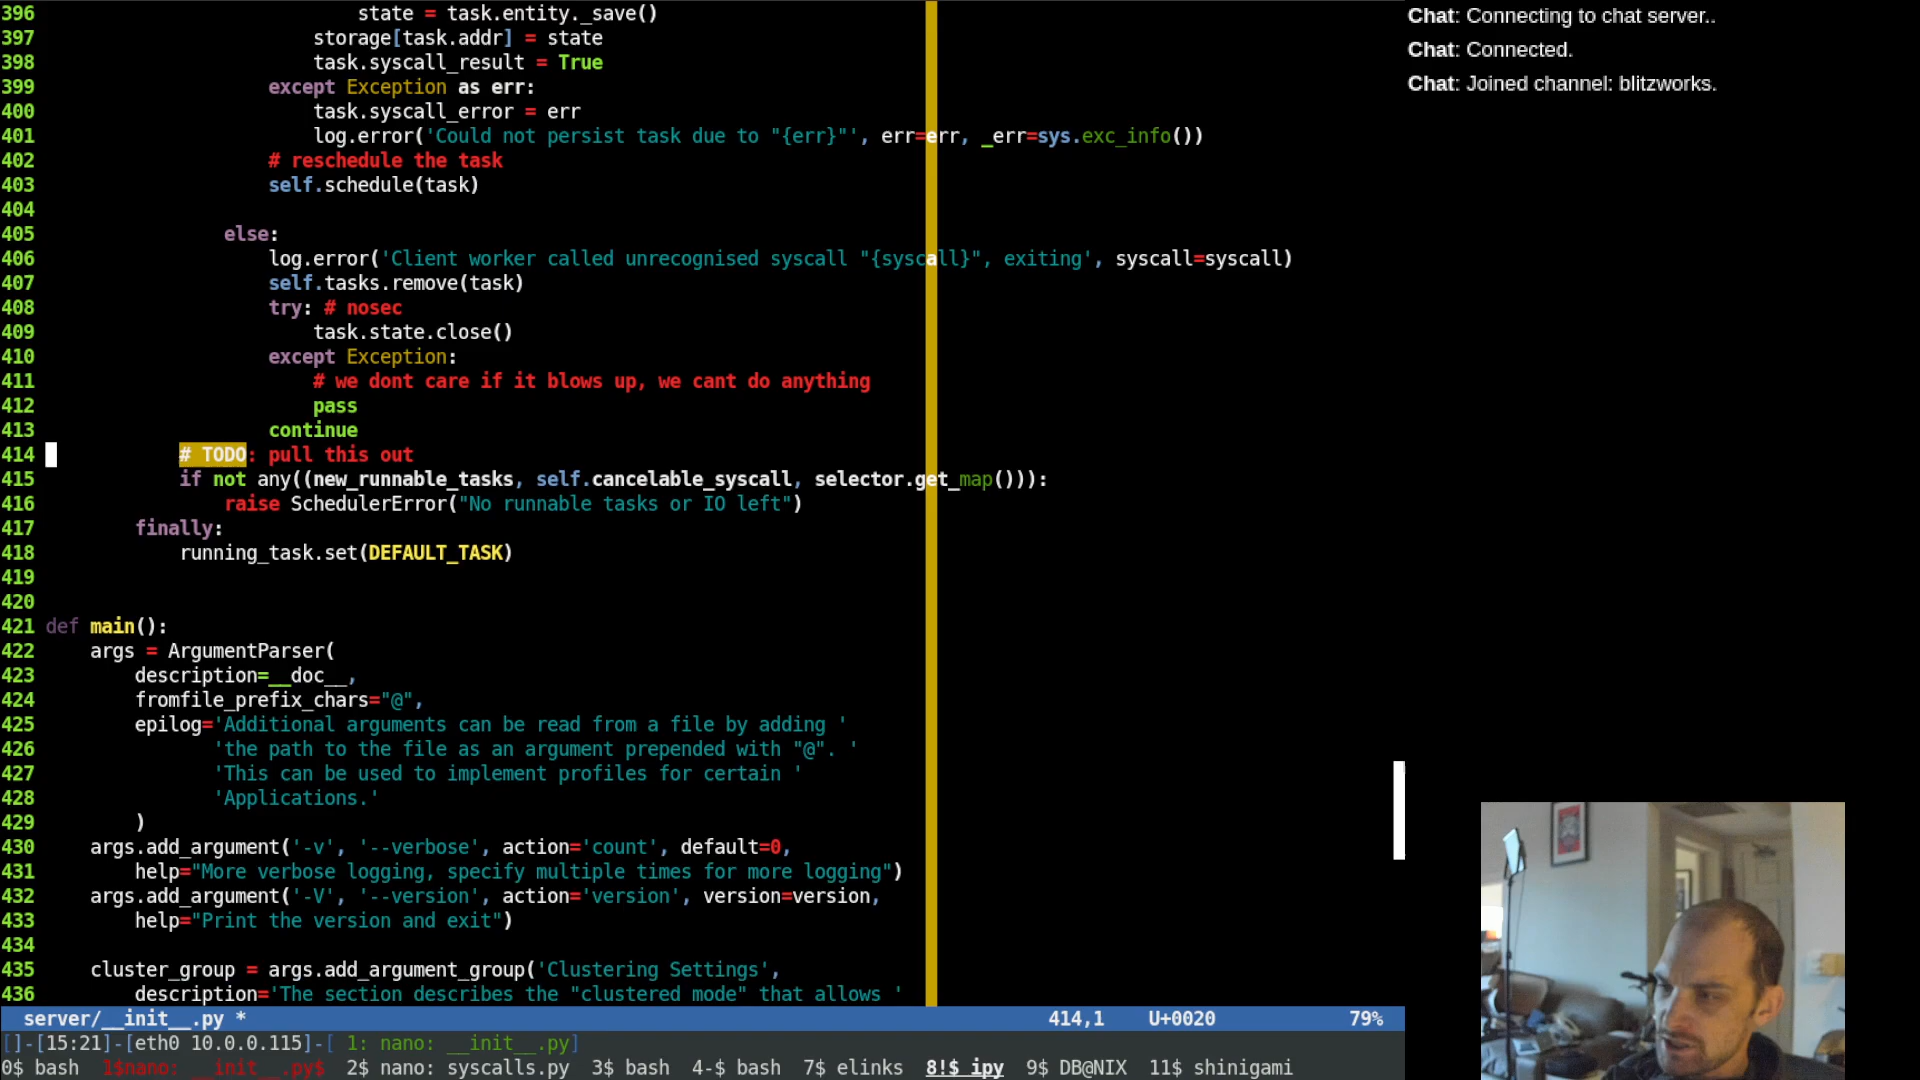 396                             state = task.entity._save()
397                         storage[task.addr] = state
398                         task.syscall_result = True
399                     except Exception as err:
400                         task.syscall_error = err
401                         log.error('Could not persist task due to "{err}"', err=err, _err=sys.exc_info())
402                     # reschedule the task
403                     self.schedule(task)
404
405                 else:
406                     log.error('Client worker called unrecognised syscall "{syscall}", exiting', syscall=syscall)
407                     self.tasks.remove(task)
408                     try: # nosec
409                         task.state.close()
410                     except Exception:
411                         # we dont care if it blows up, we cant do anything
412                         pass
413                     continue
414             # TODO: pull this out
415             if not any((new_runnable_tasks, self.cancelable_syscall, selector.get_map())):
416                 raise SchedulerError("No runnable tasks or IO left")
417         finally:
418             running_task.set(DEFAULT_TASK)
419
420
421 def main():
422     args = ArgumentParser(
423         description=__doc__,
424         fromfile_prefix_chars="@",
425         epilog='Additional arguments can be read from a file by adding '
426                'the path to the file as an argument prepended with "@". '
427                'This can be used to implement profiles for certain '
428                'Applications.'
429         )
430     args.add_argument('-v', '--verbose', action='count', default=0,
431         help="More verbose logging, specify multiple times for more logging")
432     args.add_argument('-V', '--version', action='version', version=version,
433         help="Print the version and exit")
434
435     cluster_group = args.add_argument_group('Clustering Settings',
436         description='The section describes the "clustered mode" that allows '
server/__init__.py * 414,1 U+0020 79%
[]-[15:21]-[eth0 10.0.0.115]-[ 1: nano: __init__.py]
0$ bash 1$nano: __init__.py$ 2$ nano: syscalls.py 3$ bash 4-$ bash 7$ elinks 8!$ ipy 9$ DB@NIX 11$ shinigami
Chat: Connecting to chat server..
Chat: Connected.
Chat: Joined channel: blitzworks.